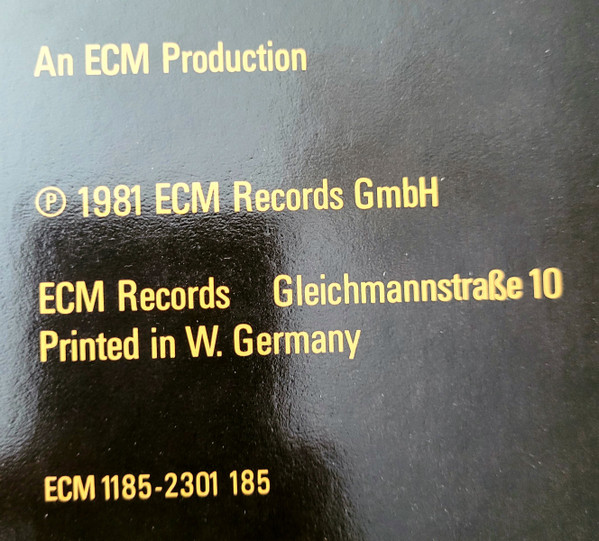 An ECM Production
℗ 1981 ECM Records GmbH
ECM Records Gleichmannstraße 10
Printed in W. Germany
ECM 1185-2301 185